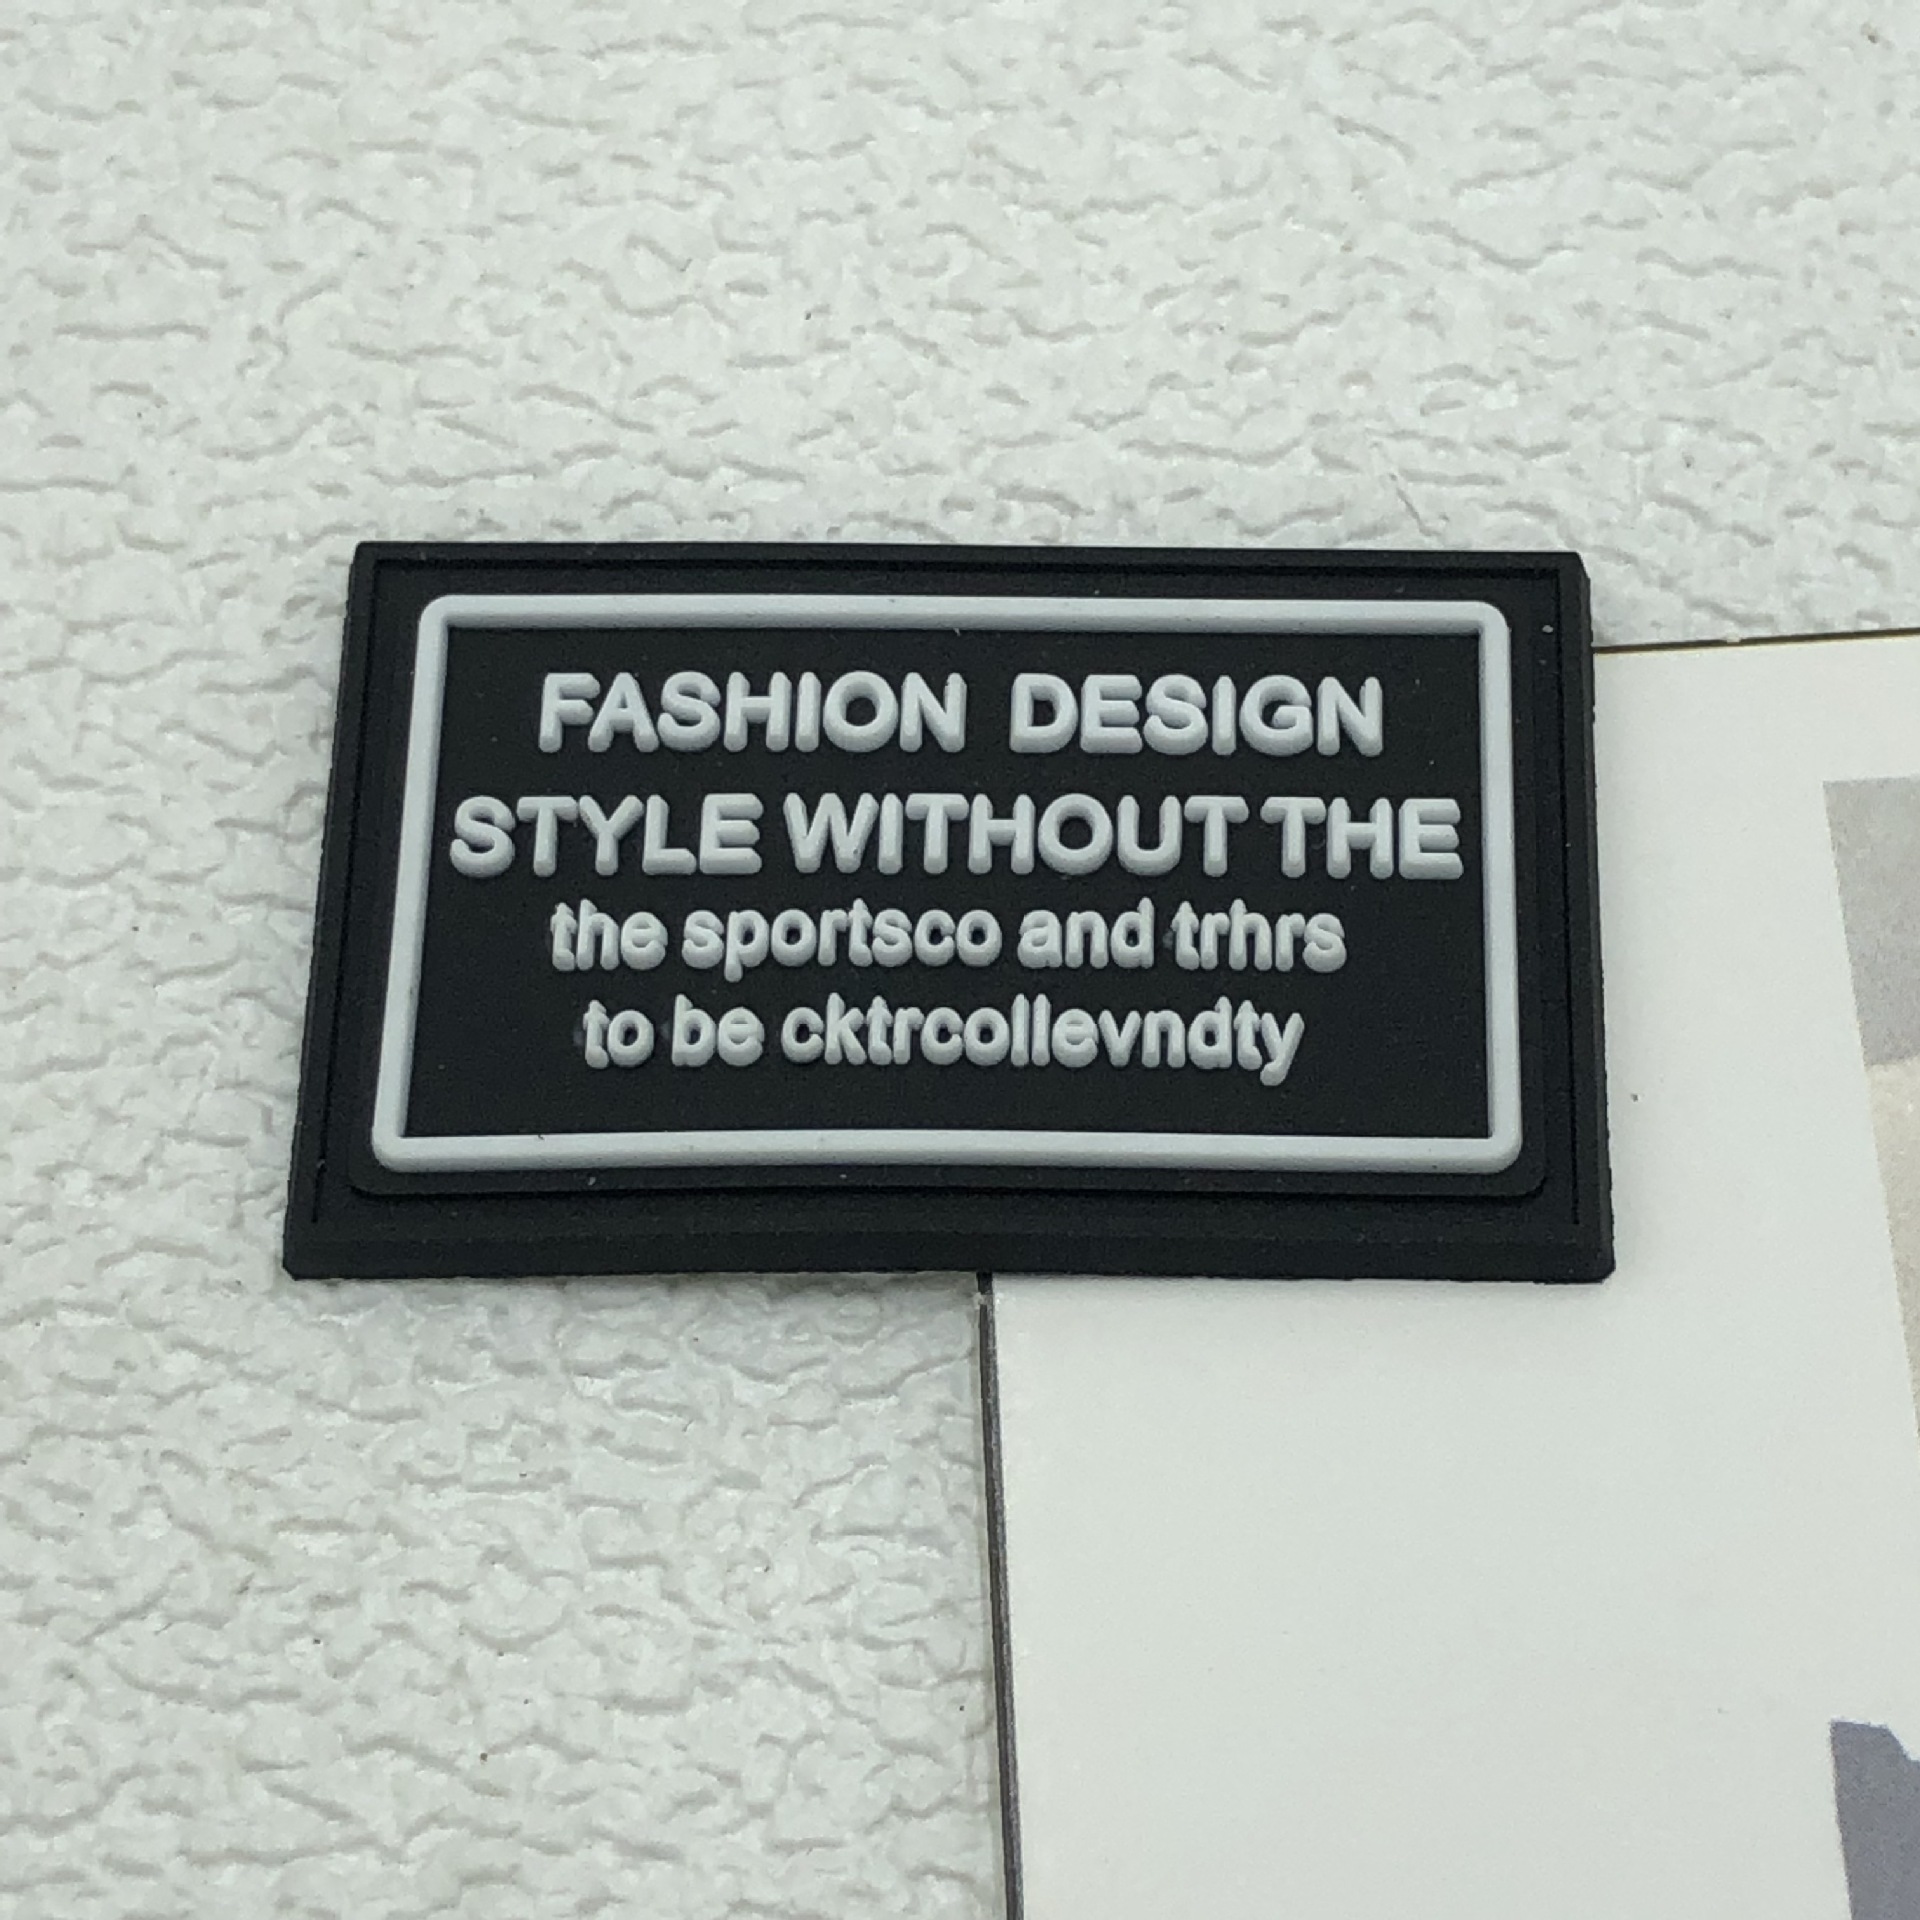 FASHION DESIGN
STYLE WITHOUT THE
the sportsco and trhrs
to be cktrcollevndty